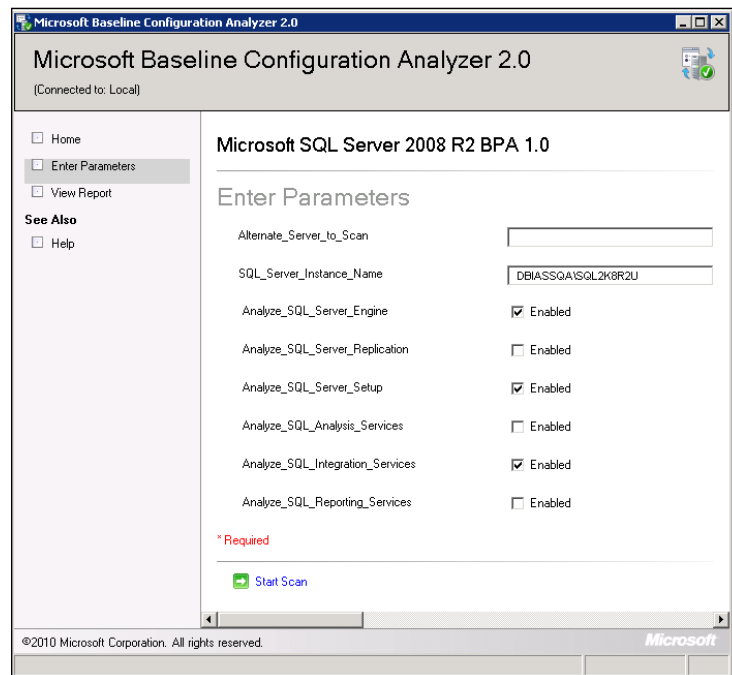 Microsoft Baseline Configuration Analyzer 2.0
Microsoft Baseline Configuration Analyzer 2.0
(Connected to: Local)
Home
Enter Parameters
View Report
See Also
Help
Microsoft SQL Server 2008 R2 BPA 1.0
Enter Parameters
Alternate_Server_to_Scan
SQL_Server_Instance_Name DBIASSQA\SQL2K8R2U
Analyze_SQL_Server_Engine Enabled
Analyze_SQL_Server_Replication Enabled
Analyze_SQL_Server_Setup Enabled
Analyze_SQL_Analysis_Services Enabled
Analyze_SQL_Integration_Services Enabled
Analyze_SQL_Reporting_Services Enabled
* Required
Start Scan
©2010 Microsoft Corporation. All rights reserved. Microsoft